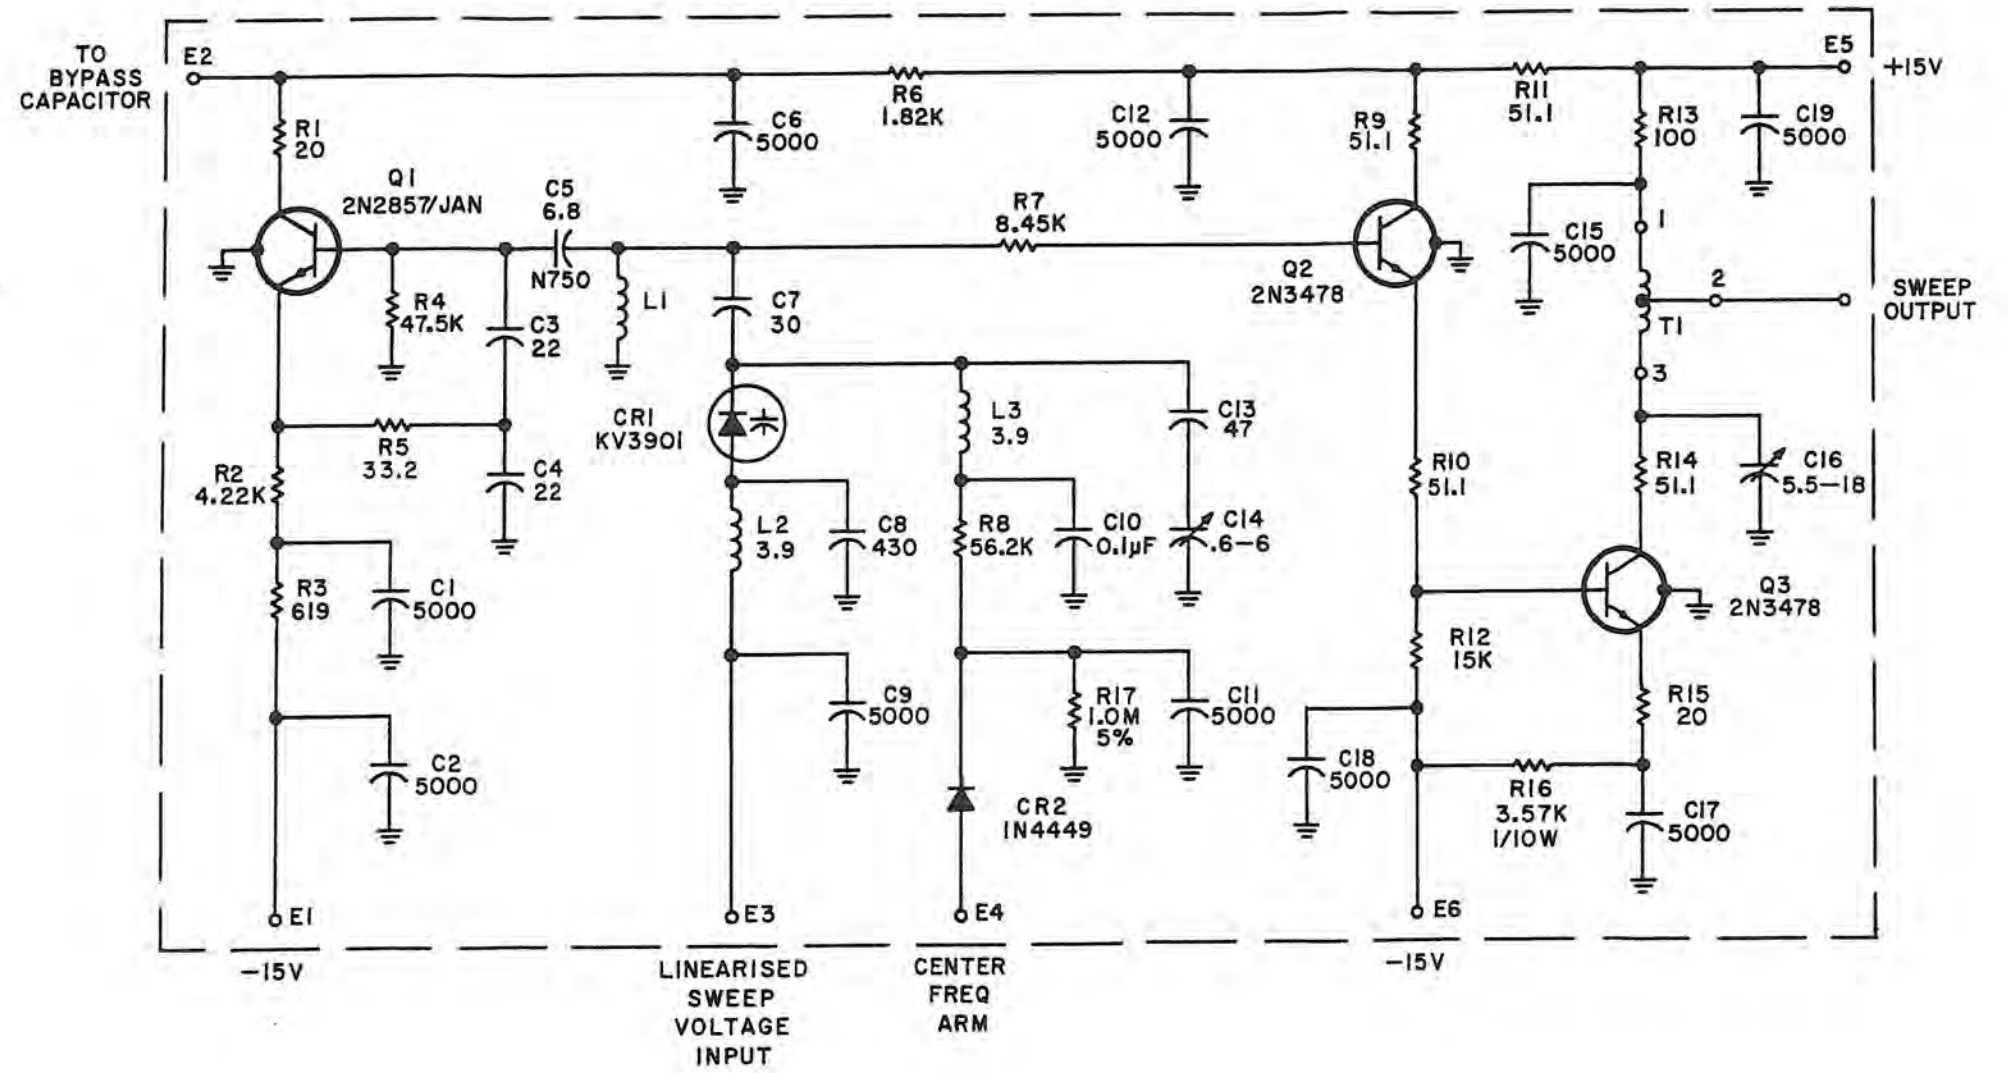 TO
BYPASS
CAPACITOR
E2
R1
20
Q1
2N2857/JAN
R4
47.5K
C3
22
R5
33.2
C4
22
R2
4.22K
R3
619
C1
5000
C2
5000
E1
-15V
C5
6.8
N750
L1
C6
5000
R6
1.82K
C12
5000
R7
8.45K
C7
30
CR1
KV3901
L2
3.9
C8
430
C9
5000
E3
LINEARISED
SWEEP
VOLTAGE
INPUT
L3
3.9
R8
56.2K
C10
0.1µF
C13
47
C14
.6-6
R17
1.0M
5%
C11
5000
CR2
1N4449
E4
CENTER
FREQ
ARM
R9
51.1
Q2
2N3478
R10
51.1
R12
15K
C18
5000
R16
3.57K
1/10W
E6
-15V
R11
51.1
R13
100
C19
5000
E5
+15V
C15
5000
1
2
T1
3
SWEEP
OUTPUT
R14
51.1
C16
5.5-18
Q3
2N3478
R15
20
C17
5000